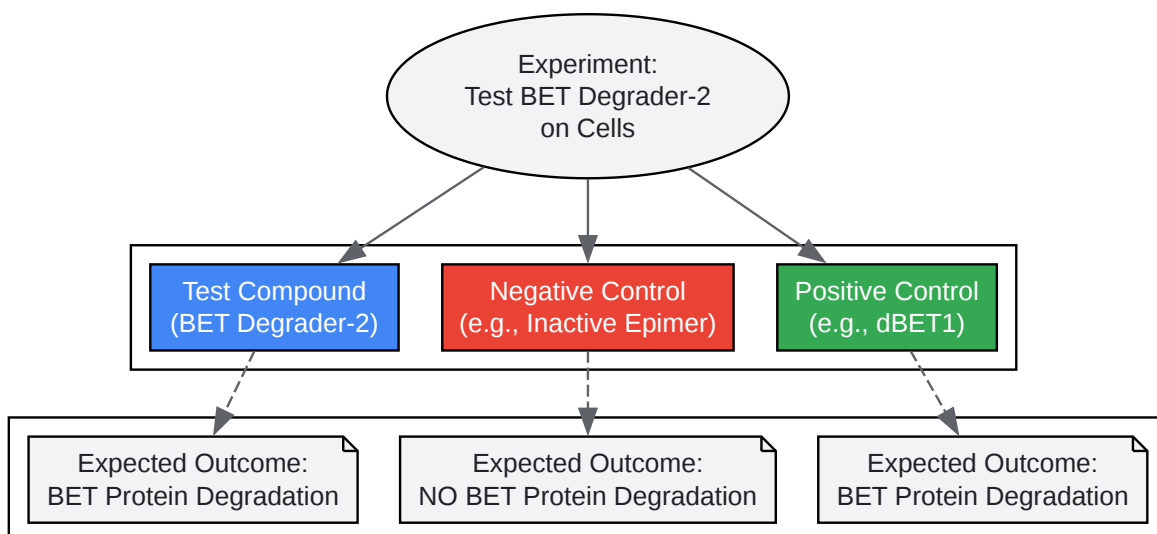 Experiment:
Test BET Degrader-2
on Cells
Test Compound
(BET Degrader-2)
Negative Control
(e.g., Inactive Epimer)
Positive Control
(e.g., dBET1)
Expected Outcome:
BET Protein Degradation
Expected Outcome:
NO BET Protein Degradation
Expected Outcome:
BET Protein Degradation